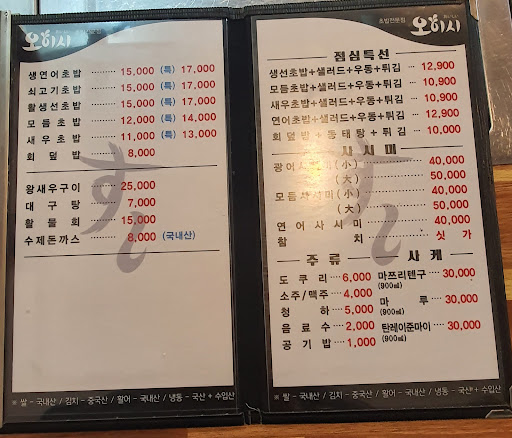 오이시
생연어초밥 ········ 15,000 (특) 17,000
쇠고기초밥 ········ 15,000 (특) 17,000
활생선초밥 ········ 15,000 (특) 17,000
모듬초밥 ········ 12,000 (특) 14,000
새우초밥 ········ 11,000 (특) 13,000
회덮밥 ········ 8,000
왕새우구이 ········ 25,000
대구탕 ········ 7,000
활물회 ········ 15,000
수제돈까스 ········ 8,000 (국내산)
※ 쌀 - 국내산 / 김치 - 중국산 / 활어 - 국내산 / 냉동 - 국산 + 수입산
초밥전문점 오이시
점심특선
생선초밥+샐러드+우동+튀김 ··· 12,900
모듬초밥+샐러드+우동+튀김 ··· 10,900
새우초밥+샐러드+우동+튀김 ··· 10,900
연어초밥+샐러드+우동+튀김 ··· 12,900
회덮밥+동태탕+튀김 ··· 10,000
사시미
광어사시미(小) 40,000
(大) 50,000
모듬사시미(小) 40,000
(大) 50,000
연어사시미 40,000
활치 싯가
주류 사케
도쿠리 ···· 6,000 마쯔리텐구 ·· 30,000
(900㎖)
소주/맥주 ···· 4,000
청하 ···· 5,000 마루 ···· 30,000
(900㎖)
음료수 ···· 2,000 탄레이준마이 ·· 30,000
(900㎖)
공기밥 ···· 1,000
※ 쌀 - 국내산 / 김치 - 중국산 / 활어 - 국내산 / 냉동 - 국산 + 수입산